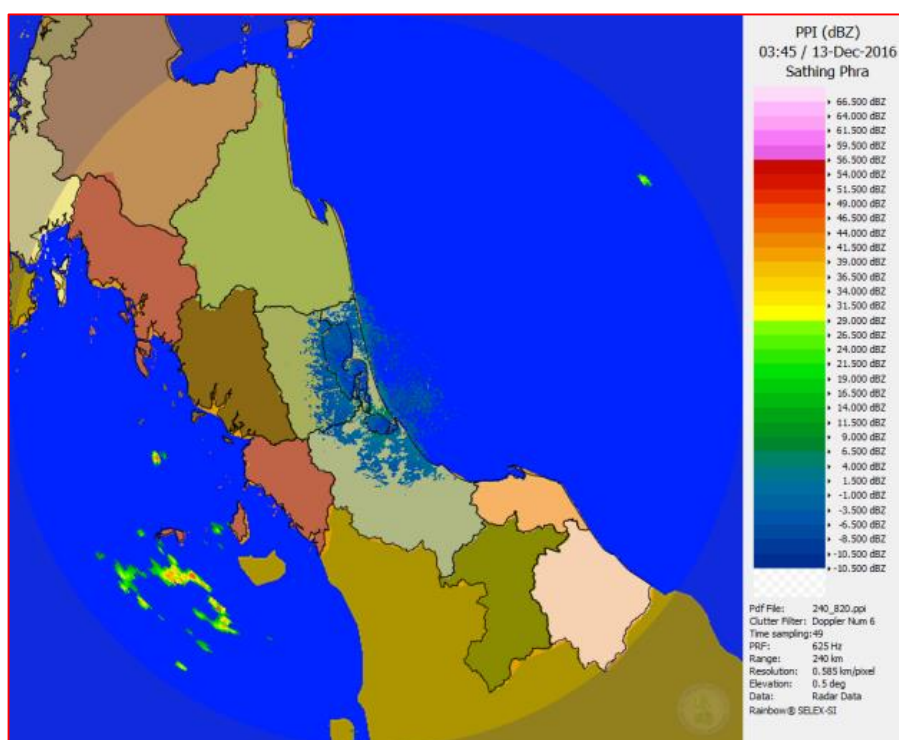 PPI (dBZ)
03:45 / 13-Dec-2016
Sathing Phra
66.500 dBZ
64.000 dBZ
61.500 dBZ
59.500 dBZ
56.500 dBZ
54.000 dBZ
51.500 dBZ
49.000 dBZ
46.500 dBZ
44.000 dBZ
41.500 dBZ
39.000 dBZ
36.500 dBZ
34.000 dBZ
31.500 dBZ
29.000 dBZ
26.500 dBZ
24.000 dBZ
21.500 dBZ
19.000 dBZ
16.500 dBZ
14.000 dBZ
11.500 dBZ
9.000 dBZ
6.500 dBZ
4.000 dBZ
1.500 dBZ
-1.000 dBZ
-3.500 dBZ
-6.500 dBZ
-8.500 dBZ
-10.500 dBZ
-10.500 dBZ
Pdf File: 240_820.ppi
Clutter Filter: Doppler Num 6
Time sampling: 49
PRF: 625 Hz
Range: 240 km
Resolution: 0.585 km/pixel
Elevation: 0.5 deg
Data: Radar Data
Rainbow® SELEX-SI